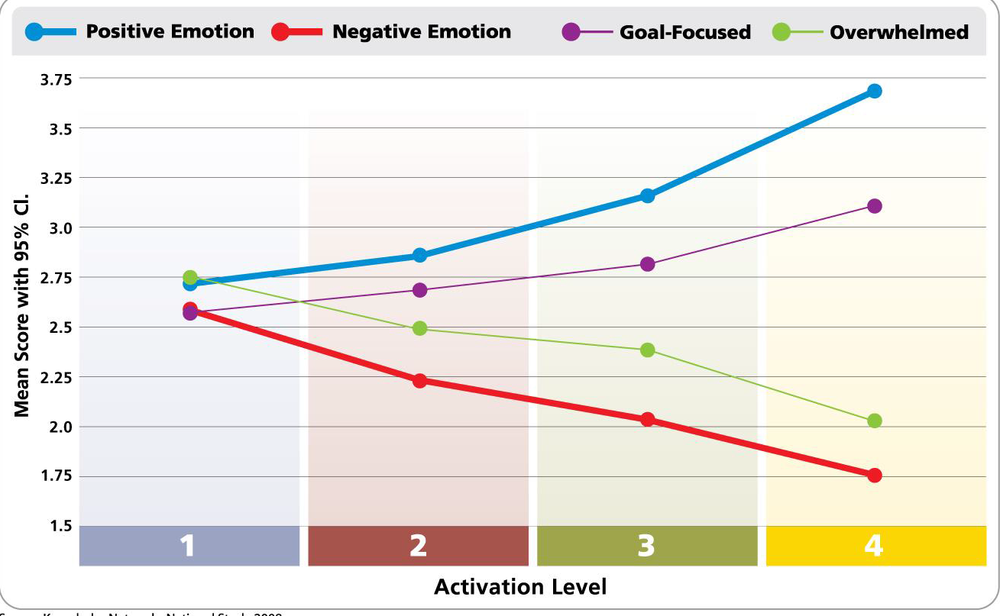 Positive Emotion Negative Emotion Goal-Focused Overwhelmed
3.75
3.5
3.25
3.0
2.75
2.5
2.25
2.0
1.75
1.5
Mean Score with 95% CI.
1 2 3 4
Activation Level